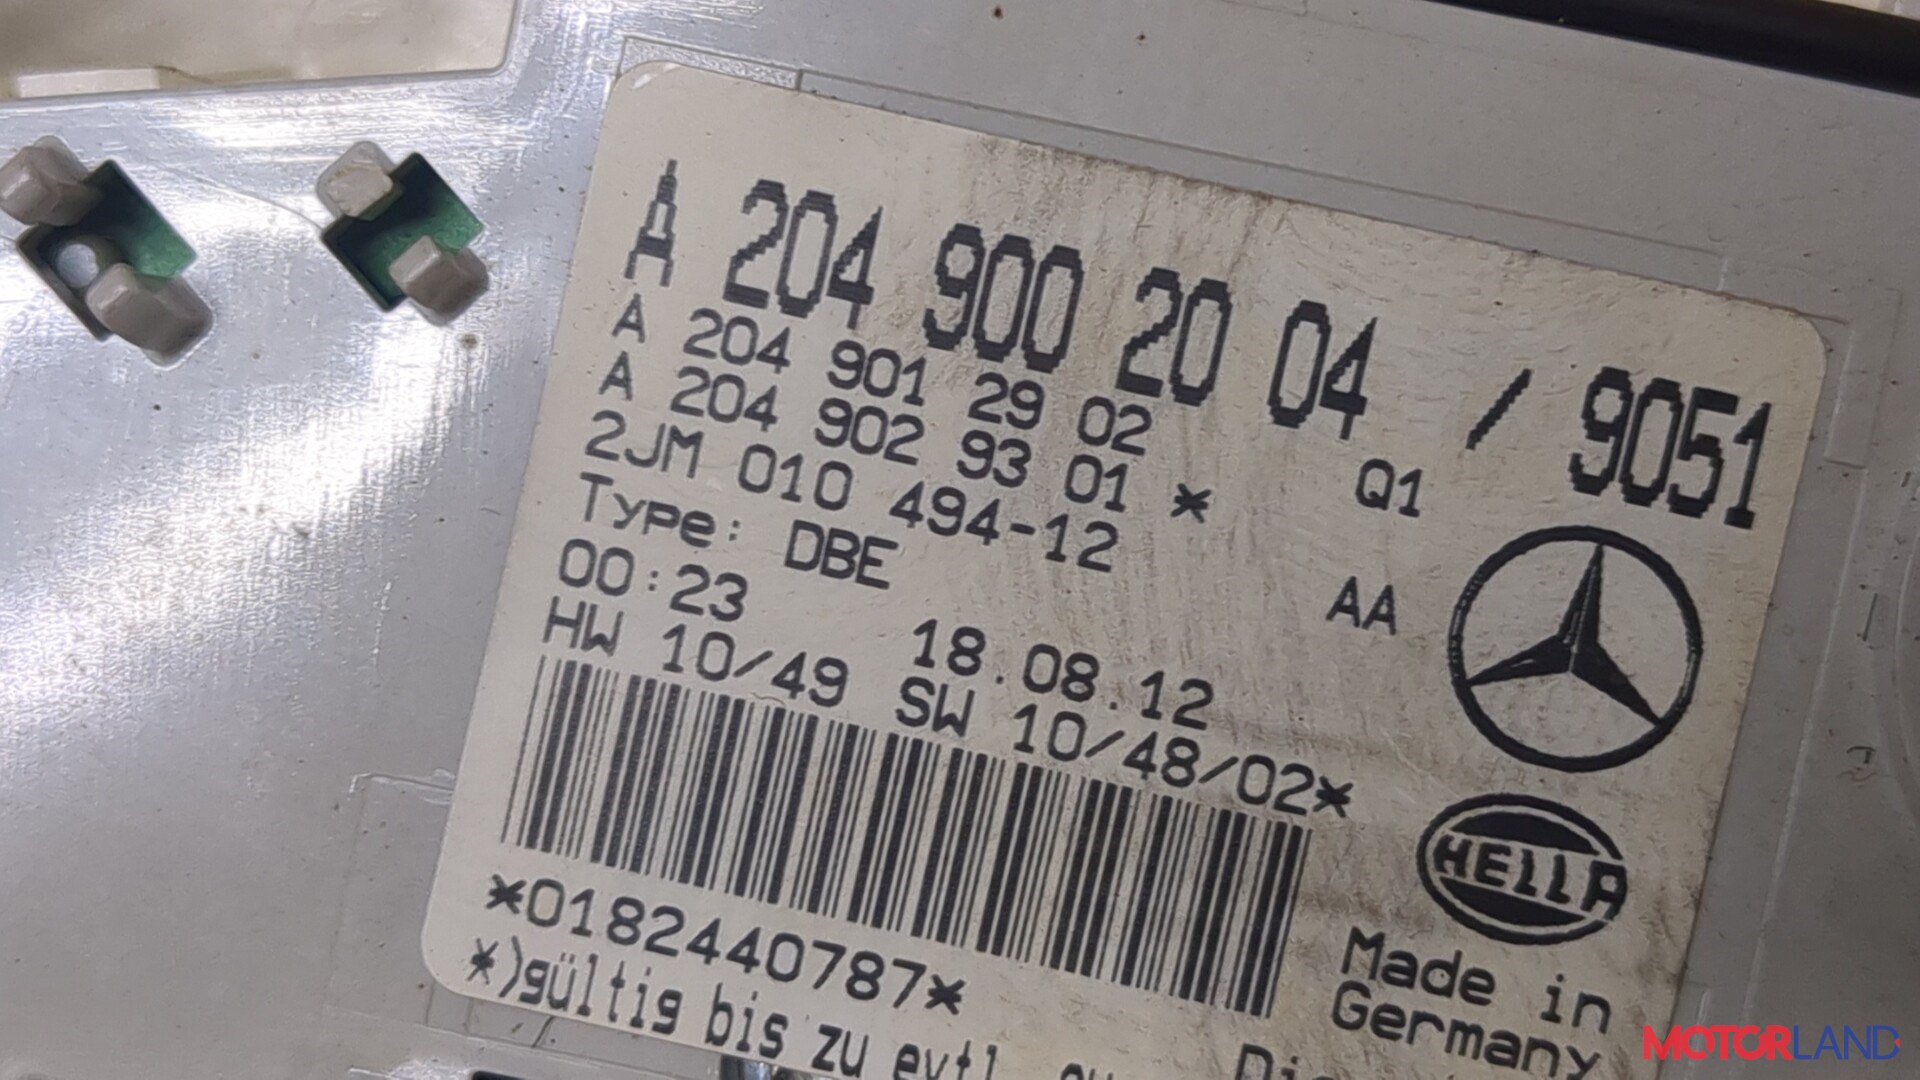 A 204 900 20 04 / 9051
A 204 901 29 02
A 204 902 93 01 * Q1
2JM 010 494-12
Type: DBE AA
00:23 18.08.12
HW 10/49 SW 10/48/02*
*0182440787*
HELLA
Made in
Germany
*)gültig bis zu evtl.
MOTORLAND